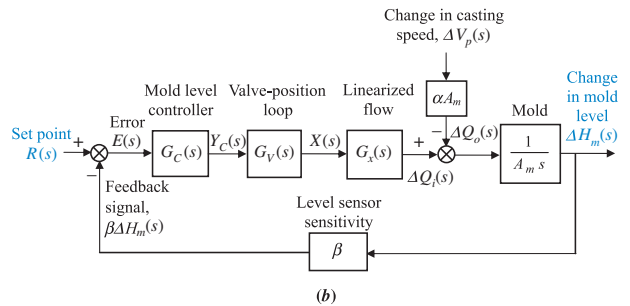 Change in casting
speed, ΔV_p(s)
αA_m
Mold level
controller
Valve-position
loop
Linearized
flow
Mold
Change
in mold
level
ΔH_m(s)
Set point
R(s)
+
−
Error
E(s)
G_C(s)
Y_C(s)
G_V(s)
X(s)
G_x(s)
+
−
ΔQ_o(s)
ΔQ_i(s)
1
A_m s
Feedback
signal,
βΔH_m(s)
Level sensor
sensitivity
β
(b)